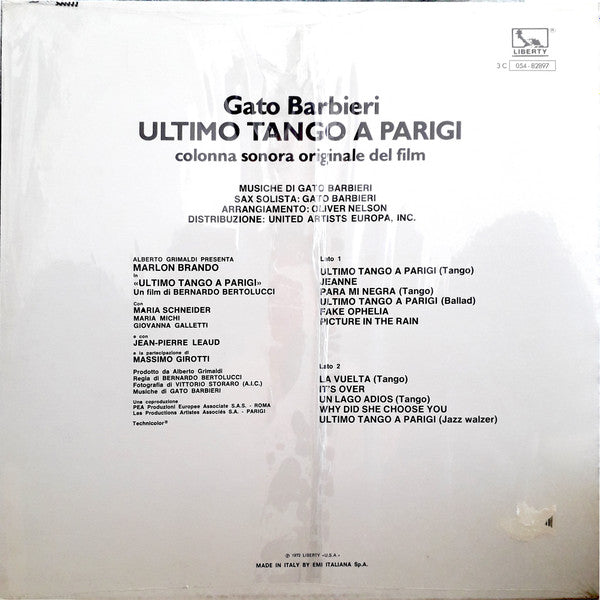 LIBERTY
®
3 C 054-82897
Gato Barbieri
ULTIMO TANGO A PARIGI
colonna sonora originale del film
MUSICHE DI GATO BARBIERI
SAX SOLISTA: GATO BARBIERI
ARRANGIAMENTO: OLIVER NELSON
DISTRIBUZIONE: UNITED ARTISTS EUROPA, INC.
ALBERTO GRIMALDI PRESENTA
MARLON BRANDO
in
«ULTIMO TANGO A PARIGI»
Un film di BERNARDO BERTOLUCCI
Con
MARIA SCHNEIDER
MARIA MICHI
GIOVANNA GALLETTI
e con
JEAN-PIERRE LEAUD
e la partecipazione di
MASSIMO GIROTTI
Prodotto da Alberto Grimaldi
Regia di BERNARDO BERTOLUCCI
Fotografia di VITTORIO STORARO (A.I.C.)
Musiche di GATO BARBIERI
Una coproduzione
PEA Produzioni Europee Associate S.A.S. - ROMA
Les Productions Artistes Associés S.A. - PARIGI
Technicolor®
Lato 1
ULTIMO TANGO A PARIGI (Tango)
JEANNE
PARA MI NEGRA (Tango)
ULTIMO TANGO A PARIGI (Ballad)
FAKE OPHELIA
PICTURE IN THE RAIN
Lato 2
LA VUELTA (Tango)
IT'S OVER
UN LAGO ADIOS (Tango)
WHY DID SHE CHOOSE YOU
ULTIMO TANGO A PARIGI (Jazz walzer)
℗ 1972 LIBERTY «U.S.A.»
MADE IN ITALY BY EMI ITALIANA S.p.A.